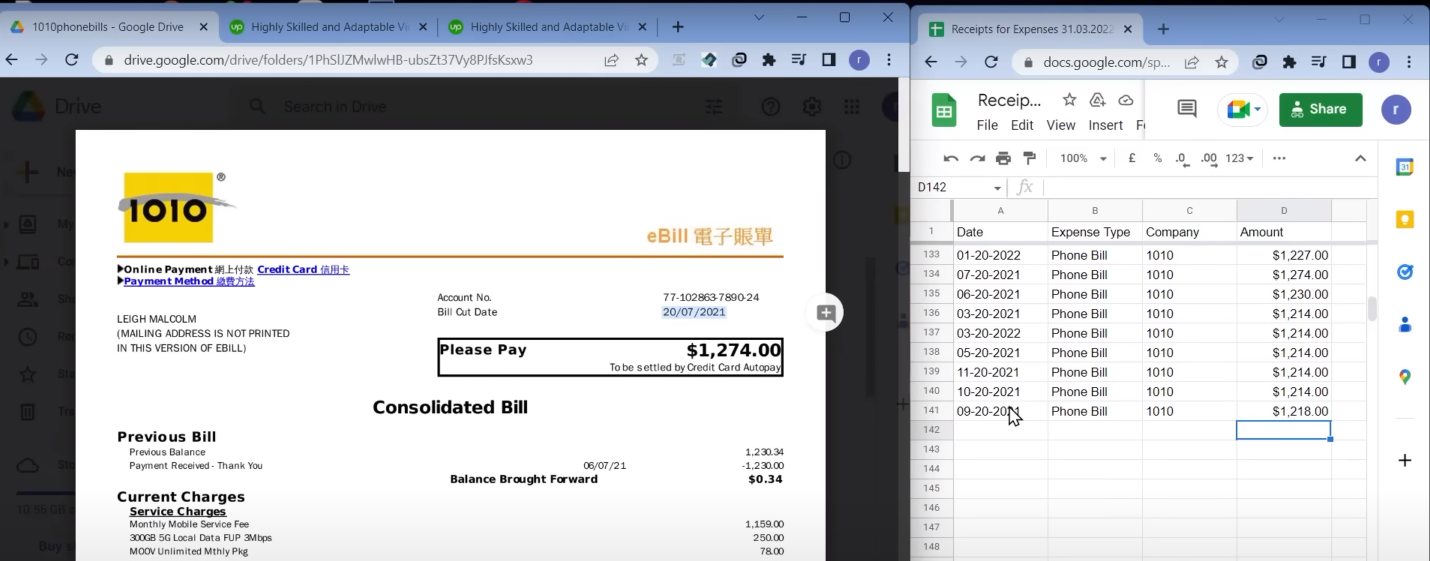 1010phonebills - Google Drive
Highly Skilled and Adaptable Vi
Highly Skilled and Adaptable Vi
drive.google.com/drive/folders/1PhSlJZMwlwHB-ubsZt37Vy8PJfsKsxw3
r
Drive
Search in Drive
1010
®
eBill 電子賬單
Online Payment 網上付款 Credit Card 信用卡
Payment Method 繳費方法
Account No. 77-102863-7890-24
Bill Cut Date 20/07/2021
LEIGH MALCOLM
(MAILING ADDRESS IS NOT PRINTED
IN THIS VERSION OF EBILL)
Please Pay $1,274.00
To be settled by Credit Card Autopay
Consolidated Bill
Previous Bill
Previous Balance 1,230.34
Payment Received - Thank You 06/07/21 -1,230.00
Balance Brought Forward $0.34
Current Charges
Service Charges
Monthly Mobile Service Fee 1,159.00
300GB 5G Local Data FUP 3Mbps 250.00
MOOV Unlimited Mthly Pkg 78.00
Receipts for Expenses 31.03.2022
docs.google.com/sp...
r
Receip...
Share
r
File Edit View Insert
100% £ % .0 .00 123
31
D142 fx
A B C D
1 Date Expense Type Company Amount
133 01-20-2022 Phone Bill 1010 $1,227.00
134 07-20-2021 Phone Bill 1010 $1,274.00
135 06-20-2021 Phone Bill 1010 $1,230.00
136 03-20-2021 Phone Bill 1010 $1,214.00
137 03-20-2022 Phone Bill 1010 $1,214.00
138 05-20-2021 Phone Bill 1010 $1,214.00
139 11-20-2021 Phone Bill 1010 $1,214.00
140 10-20-2021 Phone Bill 1010 $1,214.00
141 09-20-2021 Phone Bill 1010 $1,218.00
142
143
144
145
146
147
148